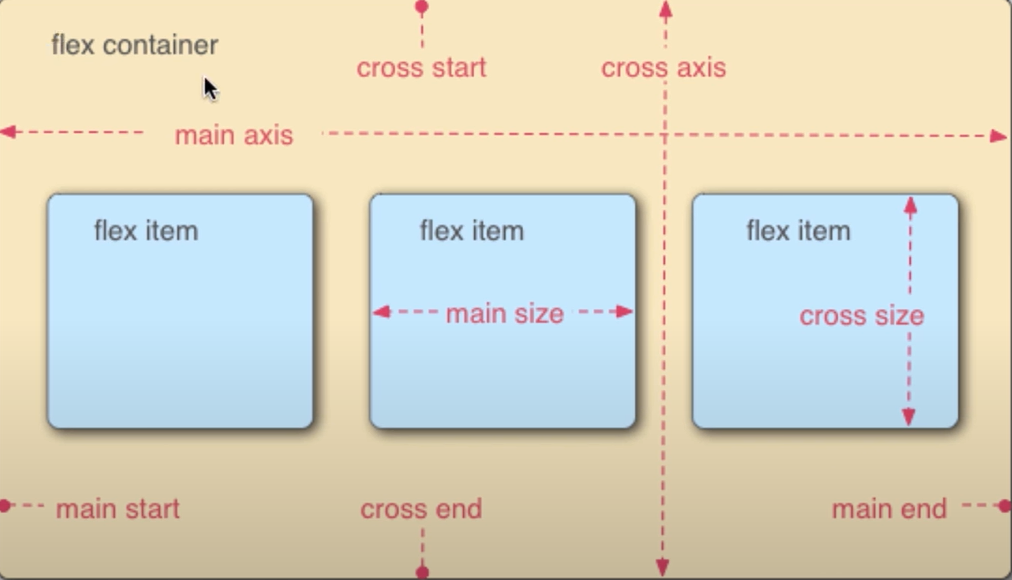 flex container
cross start
cross axis
main axis
flex item
flex item
flex item
main size
cross size
main start
cross end
main end